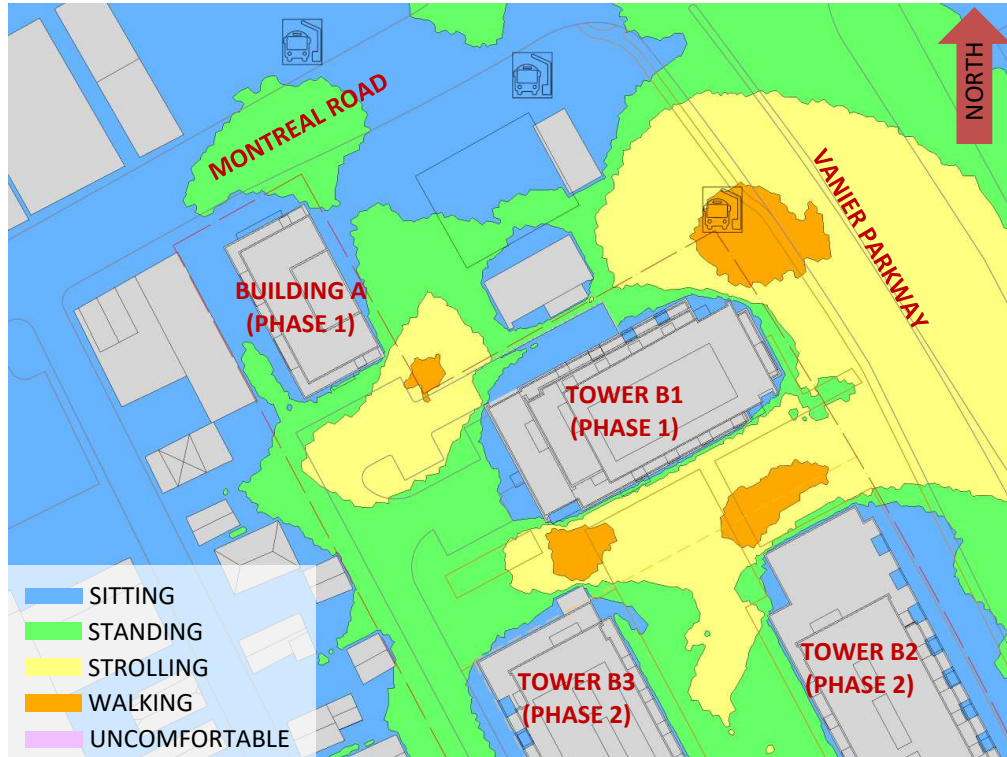 NORTH
MONTREAL ROAD
VANIER PARKWAY
BUILDING A
(PHASE 1)
TOWER B1
(PHASE 1)
TOWER B2
(PHASE 2)
TOWER B3
(PHASE 2)
SITTING
STANDING
STROLLING
WALKING
UNCOMFORTABLE